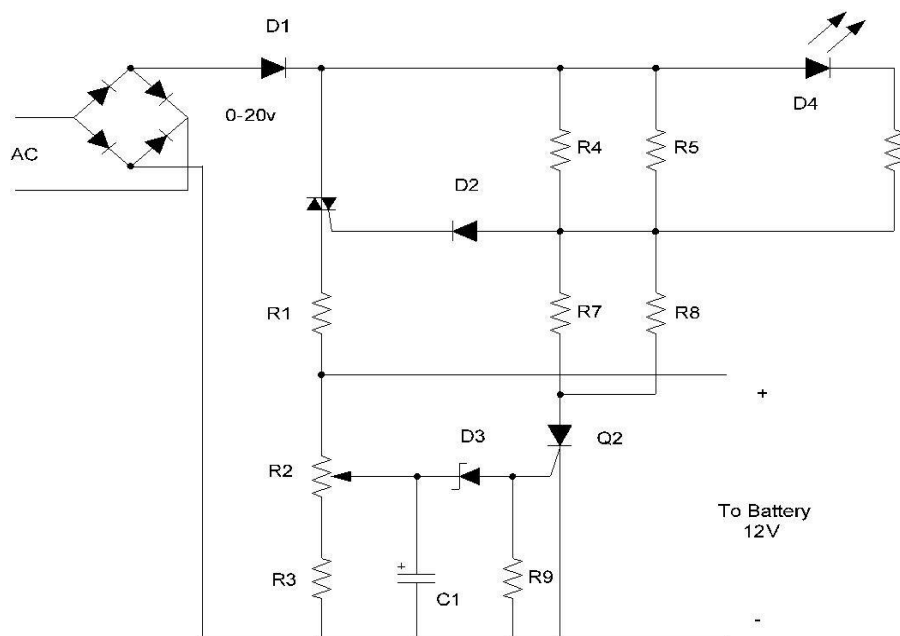 D1
0-20v
D4
AC
R4
R5
D2
R1
R7
R8
+
D3
Q2
R2
To Battery
12V
R3
+
C1
R9
-